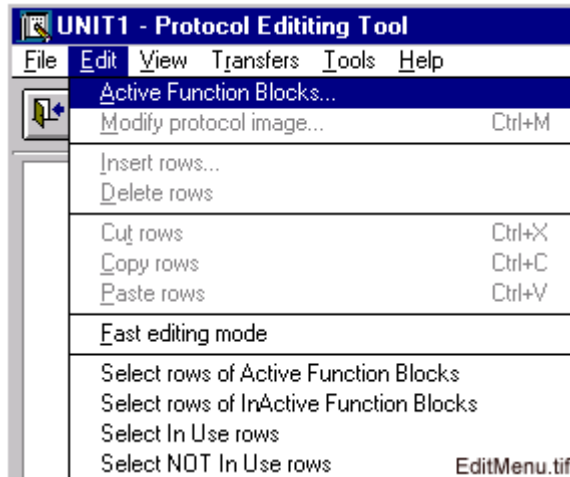 UNIT1 - Protocol Edititing Tool
File Edit View Transfers Tools Help
Active Function Blocks...
Modify protocol image... Ctrl+M
Insert rows...
Delete rows
Cut rows Ctrl+X
Copy rows Ctrl+C
Paste rows Ctrl+V
Fast editing mode
Select rows of Active Function Blocks
Select rows of InActive Function Blocks
Select In Use rows
Select NOT In Use rows EditMenu.tif